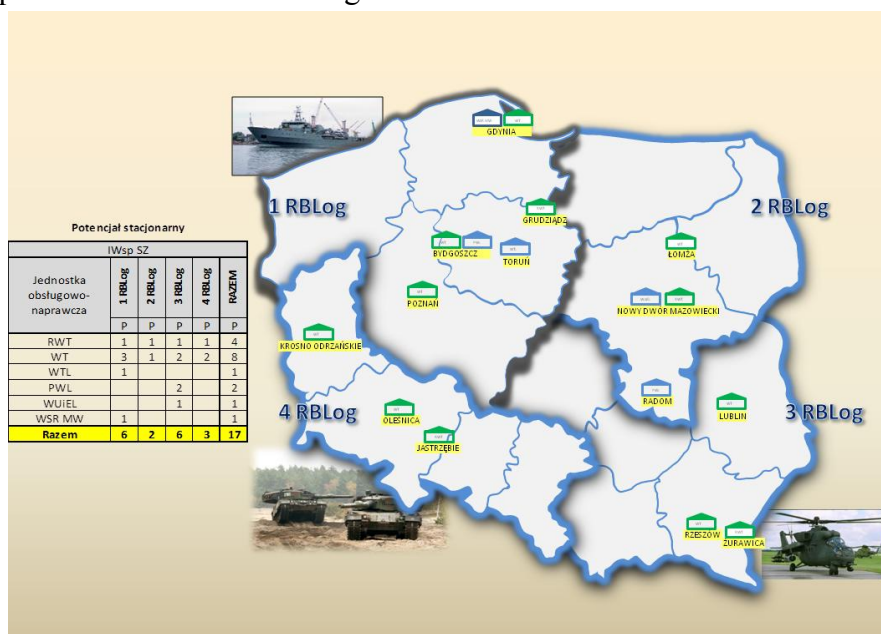 GDYNIA
1 RBLog
2 RBLog
GRUDZIĄDZ
Potencjał stacjonarny
BYDGOSZCZ
TORUŃ
ŁOMŻA
IWsp SZ
Jednostka obsługowo-naprawcza 1 RBLog 2 RBLog 3 RBLog 4 RBLog RAZEM
P P P P P
POZNAŃ
NOWY DWÓR MAZOWIECKI
RWT 1 1 1 1 4
WT 3 1 2 2 8
WTL 1 1
PWL 2 2
WUiEL 1 1
WSR MW 1 1
Razem 6 2 6 3 17
KROSNO ODRZAŃSKIE
RADOM
4 RBLog
3 RBLog
OLEŚNICA
LUBLIN
JASTRZĘBIE
RZESZÓW
ŻURAWICA